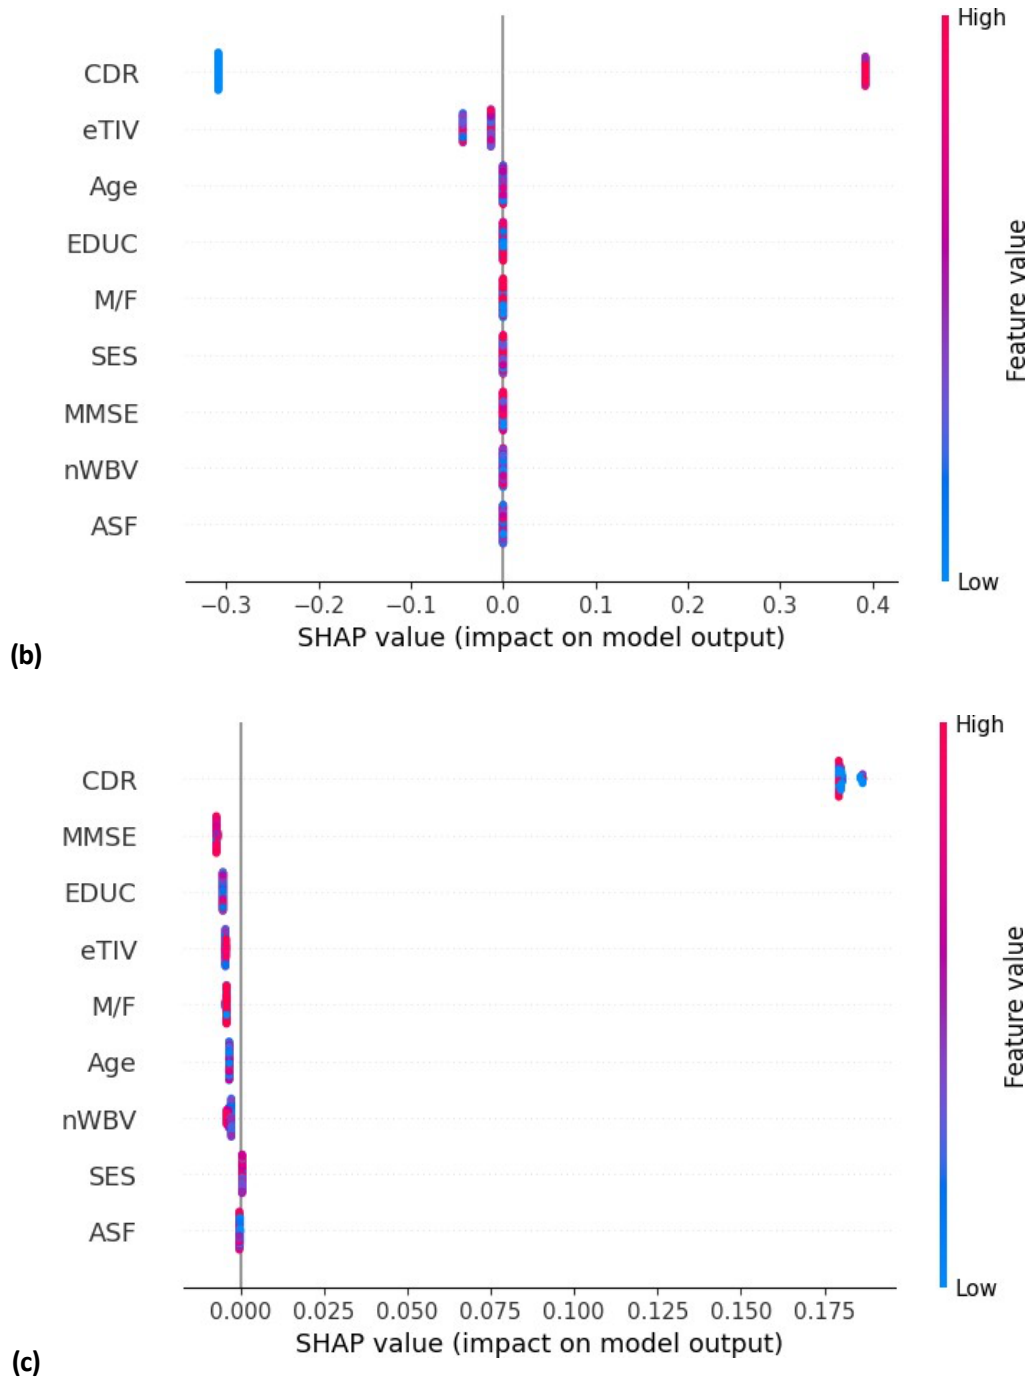 High
CDR
eTIV
Age
EDUC
M/F
SES
MMSE
nWBV
ASF
Feature value
Low
−0.3 −0.2 −0.1 0.0 0.1 0.2 0.3 0.4
SHAP value (impact on model output)
(b)
High
CDR
MMSE
EDUC
eTIV
M/F
Age
nWBV
SES
ASF
Feature value
Low
0.000 0.025 0.050 0.075 0.100 0.125 0.150 0.175
SHAP value (impact on model output)
(c)